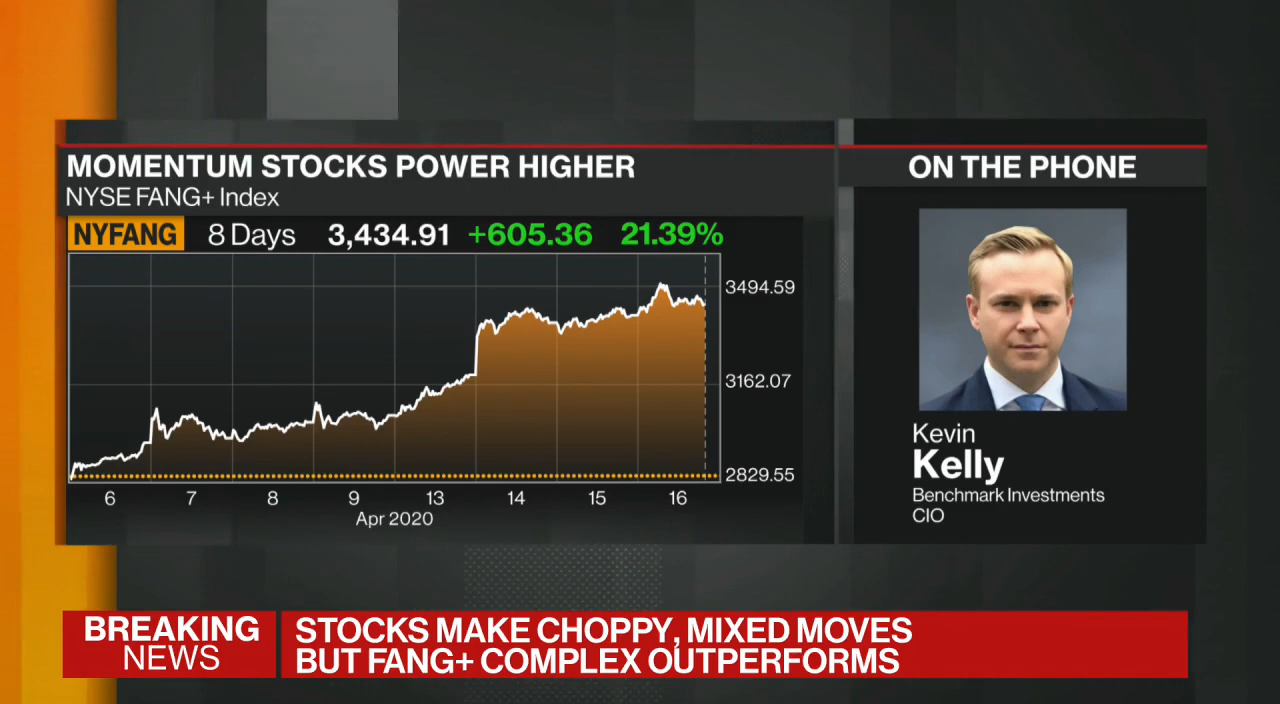 MOMENTUM STOCKS POWER HIGHER
NYSE FANG+ Index
NYFANG 8 Days 3,434.91 +605.36 21.39%
3494.59
3162.07
2829.55
6 7 8 9 13 14 15 16
Apr 2020
ON THE PHONE
Kevin
Kelly
Benchmark Investments
CIO
BREAKING
NEWS
STOCKS MAKE CHOPPY, MIXED MOVES
BUT FANG+ COMPLEX OUTPERFORMS